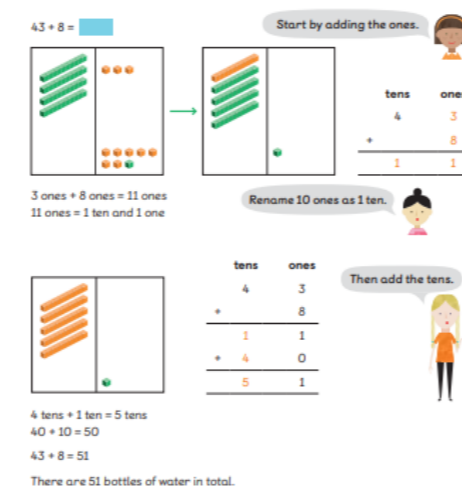 43 + 8 =
Start by adding the ones.
tens one
4 3
+ 8
1 1
3 ones + 8 ones = 11 ones
11 ones = 1 ten and 1 one
Rename 10 ones as 1 ten.
tens ones
4 3
+ 8
1 1
+ 4 0
5 1
Then add the tens.
4 tens + 1 ten = 5 tens
40 + 10 = 50
43 + 8 = 51
There are 51 bottles of water in total.